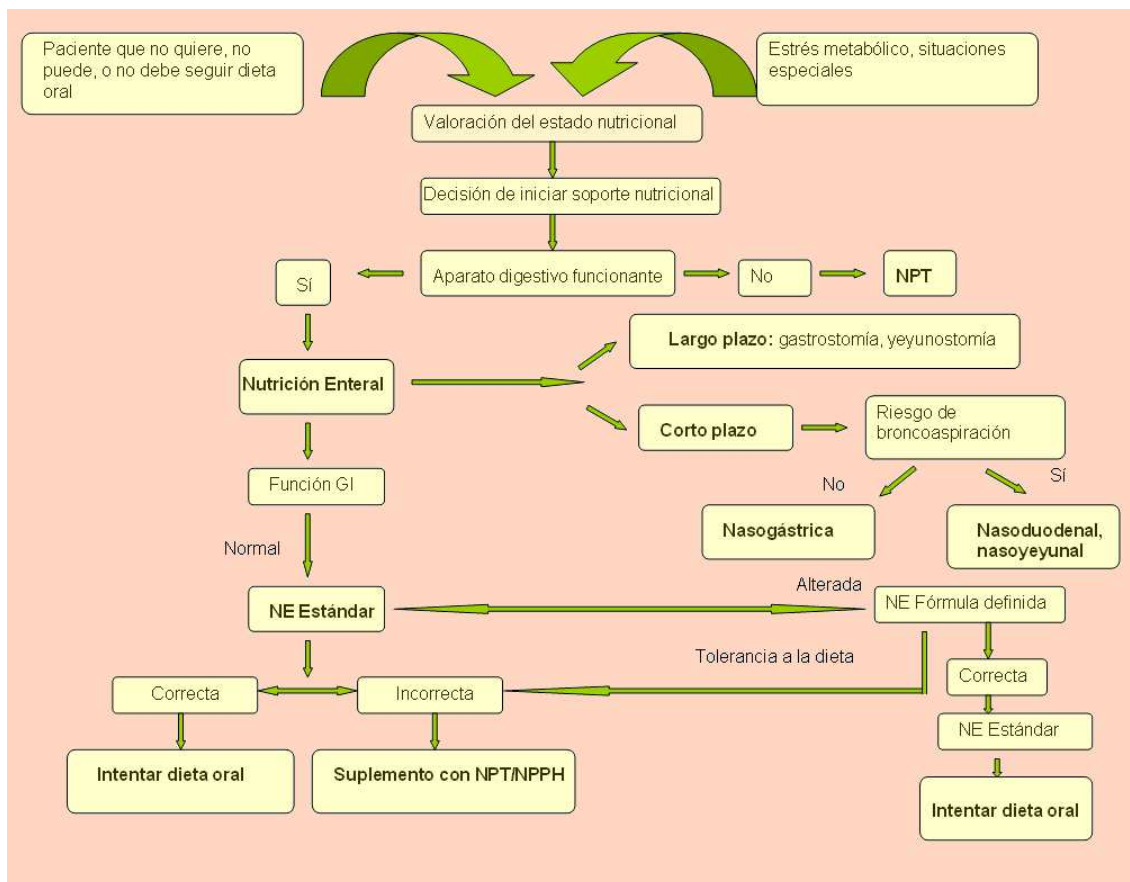 Paciente que no quiere, no
puede, o no debe seguir dieta
oral
Estrés metabólico, situaciones
especiales
Valoración del estado nutricional
Decisión de iniciar soporte nutricional
Sí
Aparato digestivo funcionante
No
NPT
Largo plazo: gastrostomía, yeyunostomía
Nutrición Enteral
Corto plazo
Riesgo de
broncoaspiración
Función GI
No
Sí
Nasogástrica
Nasoduodenal,
nasoyeyunal
Normal
Alterada
NE Estándar
NE Fórmula definida
Tolerancia a la dieta
Correcta
Incorrecta
Correcta
NE Estándar
Intentar dieta oral
Suplemento con NPT/NPPH
Intentar dieta oral